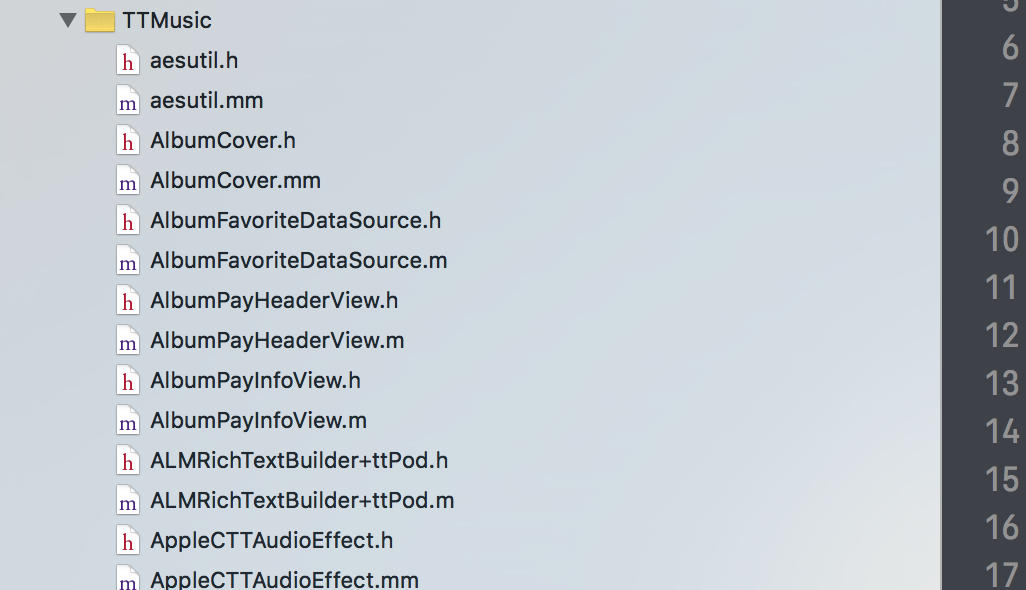 TTMusic
h aesutil.h
m aesutil.mm
h AlbumCover.h
m AlbumCover.mm
h AlbumFavoriteDataSource.h
m AlbumFavoriteDataSource.m
h AlbumPayHeaderView.h
m AlbumPayHeaderView.m
h AlbumPayInfoView.h
m AlbumPayInfoView.m
h ALMRichTextBuilder+ttPod.h
m ALMRichTextBuilder+ttPod.m
h AppleCTTAudioEffect.h
m AppleCTTAudioEffect.mm
5
6
7
8
9
10
11
12
13
14
15
16
17